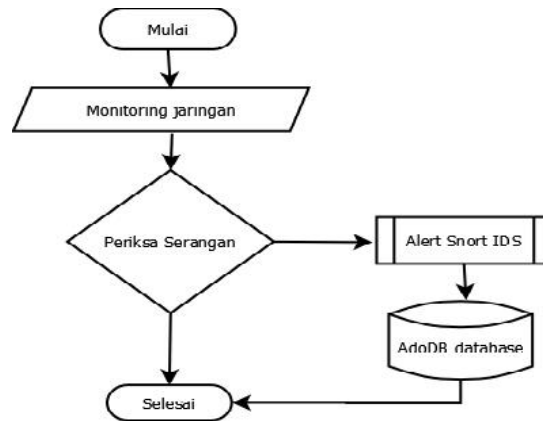 Mulai
Monitoring jaringan
Periksa Serangan
Alert Snort IDS
AdoDB database
Selesai